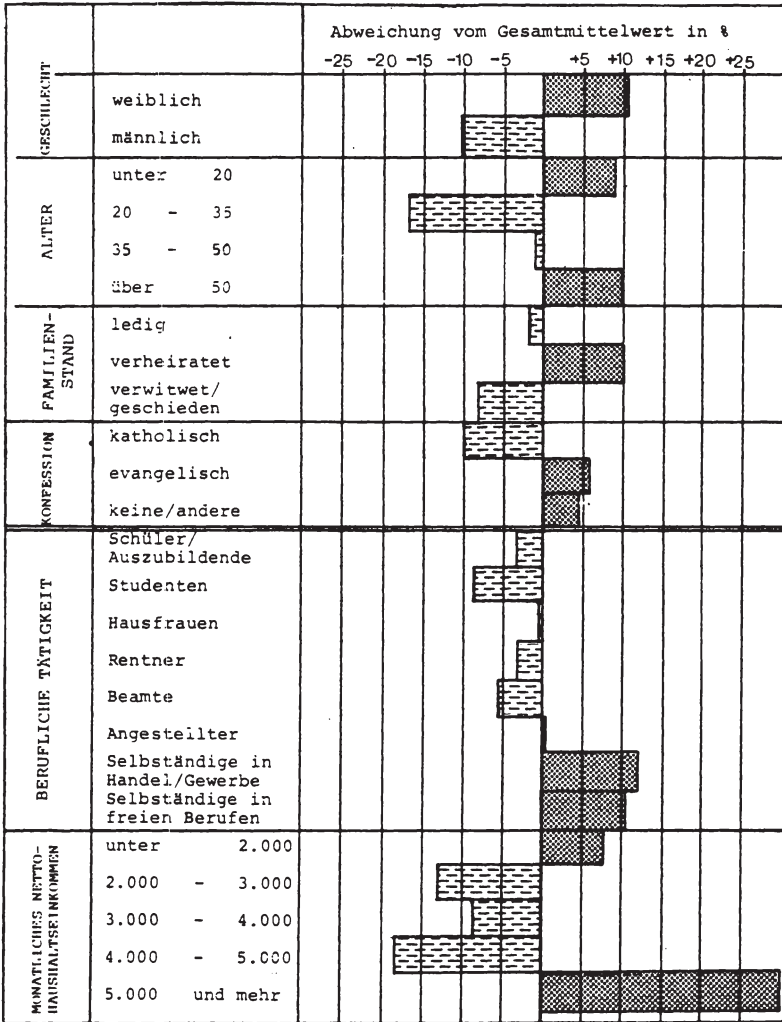 Abweichung vom Gesamtmittelwert in %
-25 -20 -15 -10 -5 +5 +10 +15 +20 +25
GESCHLECHT
weiblich
männlich
ALTER
unter 20
20 - 35
35 - 50
über 50
FAMILIEN-
STAND
ledig
verheiratet
verwitwet/
geschieden
KONFESSION
katholisch
evangelisch
keine/andere
BERUFLICHE TÄTIGKEIT
Schüler/
Auszubildende
Studenten
Hausfrauen
Rentner
Beamte
Angestellter
Selbständige in
Handel/Gewerbe
Selbständige in
freien Berufen
MONATLICHES NETTO-
HAUSHALTSEINKOMMEN
unter 2.000
2.000 - 3.000
3.000 - 4.000
4.000 - 5.000
5.000 und mehr